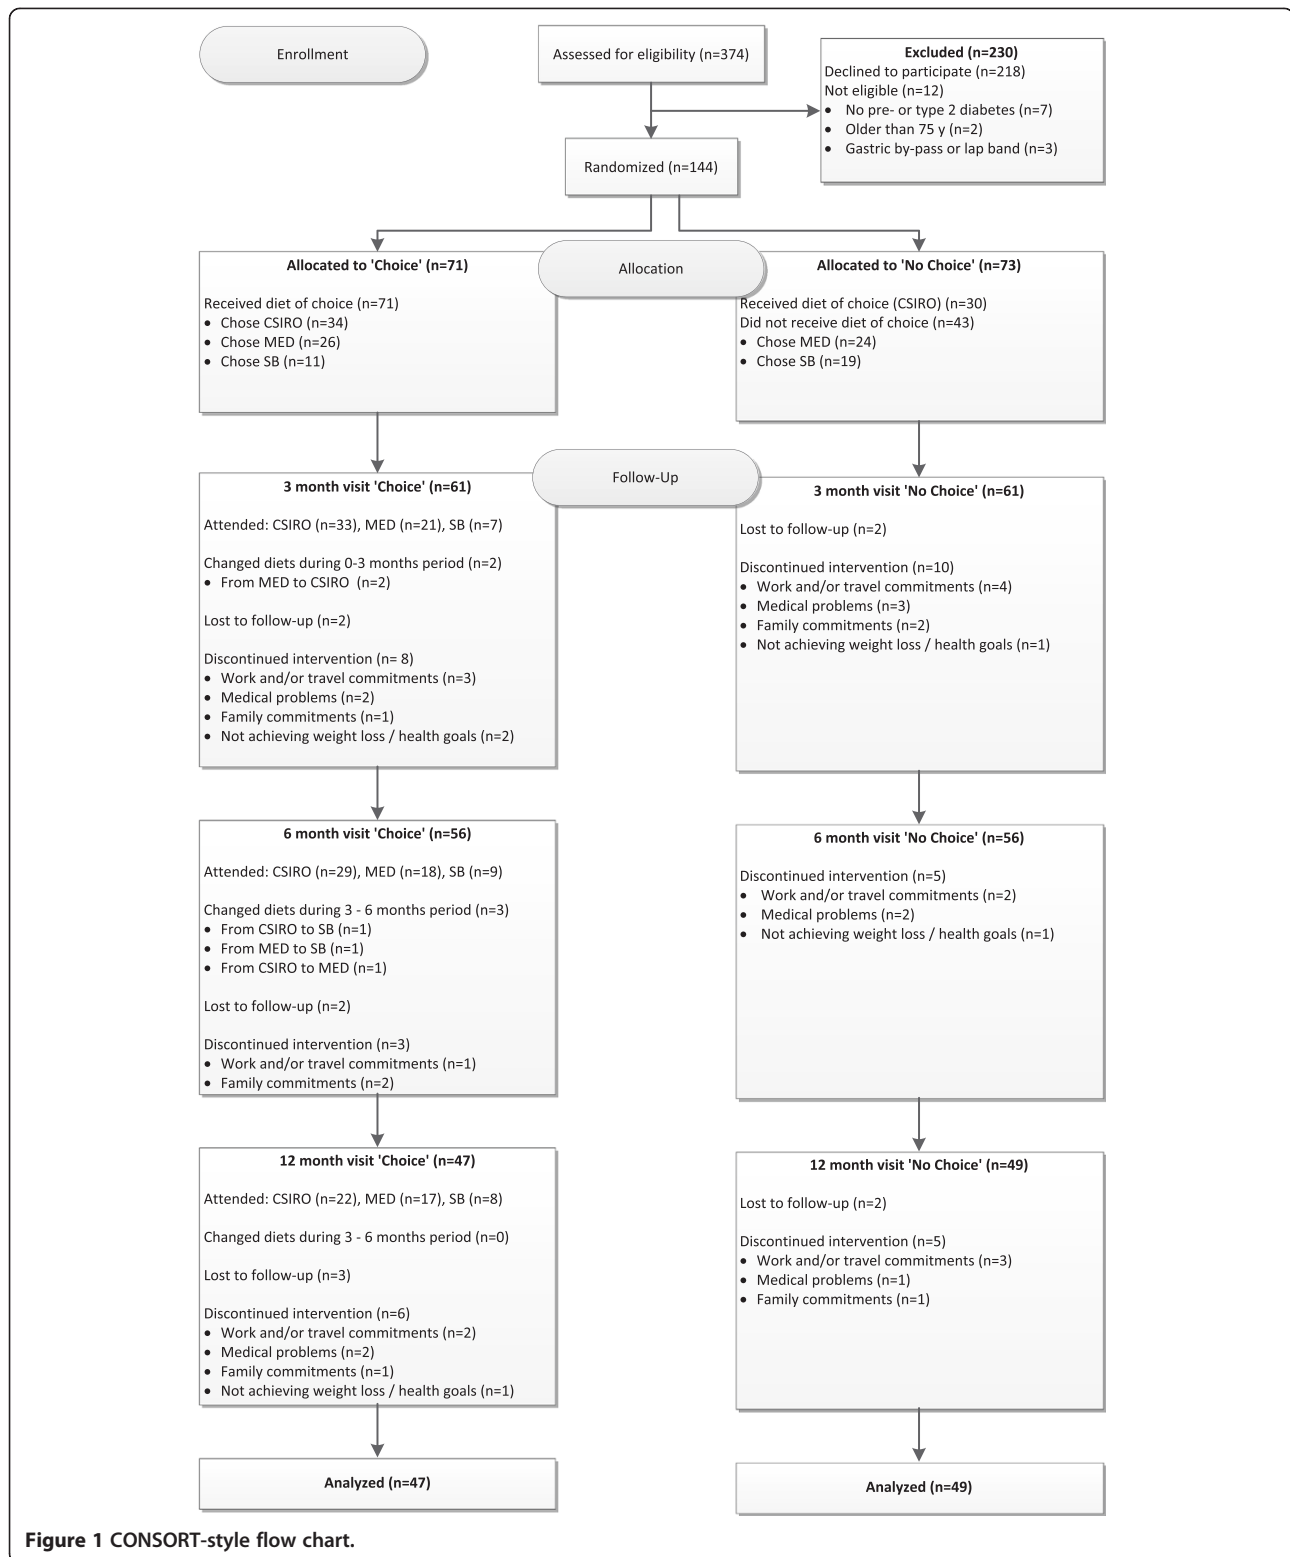 Enrollment
Assessed for eligibility (n=374)
Excluded (n=230)
Declined to participate (n=218)
Not eligible (n=12)
• No pre- or type 2 diabetes (n=7)
• Older than 75 y (n=2)
• Gastric by-pass or lap band (n=3)
Randomized (n=144)
Allocation
Allocated to 'Choice' (n=71)
Received diet of choice (n=71)
• Chose CSIRO (n=34)
• Chose MED (n=26)
• Chose SB (n=11)
Allocated to 'No Choice' (n=73)
Received diet of choice (CSIRO) (n=30)
Did not receive diet of choice (n=43)
• Chose MED (n=24)
• Chose SB (n=19)
Follow-Up
3 month visit 'Choice' (n=61)
Attended: CSIRO (n=33), MED (n=21), SB (n=7)
Changed diets during 0-3 months period (n=2)
• From MED to CSIRO (n=2)
Lost to follow-up (n=2)
Discontinued intervention (n= 8)
• Work and/or travel commitments (n=3)
• Medical problems (n=2)
• Family commitments (n=1)
• Not achieving weight loss / health goals (n=2)
3 month visit 'No Choice' (n=61)
Lost to follow-up (n=2)
Discontinued intervention (n=10)
• Work and/or travel commitments (n=4)
• Medical problems (n=3)
• Family commitments (n=2)
• Not achieving weight loss / health goals (n=1)
6 month visit 'Choice' (n=56)
Attended: CSIRO (n=29), MED (n=18), SB (n=9)
Changed diets during 3 - 6 months period (n=3)
• From CSIRO to SB (n=1)
• From MED to SB (n=1)
• From CSIRO to MED (n=1)
Lost to follow-up (n=2)
Discontinued intervention (n=3)
• Work and/or travel commitments (n=1)
• Family commitments (n=2)
6 month visit 'No Choice' (n=56)
Discontinued intervention (n=5)
• Work and/or travel commitments (n=2)
• Medical problems (n=2)
• Not achieving weight loss / health goals (n=1)
12 month visit 'Choice' (n=47)
Attended: CSIRO (n=22), MED (n=17), SB (n=8)
Changed diets during 3 - 6 months period (n=0)
Lost to follow-up (n=3)
Discontinued intervention (n=6)
• Work and/or travel commitments (n=2)
• Medical problems (n=2)
• Family commitments (n=1)
• Not achieving weight loss / health goals (n=1)
12 month visit 'No Choice' (n=49)
Lost to follow-up (n=2)
Discontinued intervention (n=5)
• Work and/or travel commitments (n=3)
• Medical problems (n=1)
• Family commitments (n=1)
Analyzed (n=47)
Analyzed (n=49)
Figure 1 CONSORT-style flow chart.